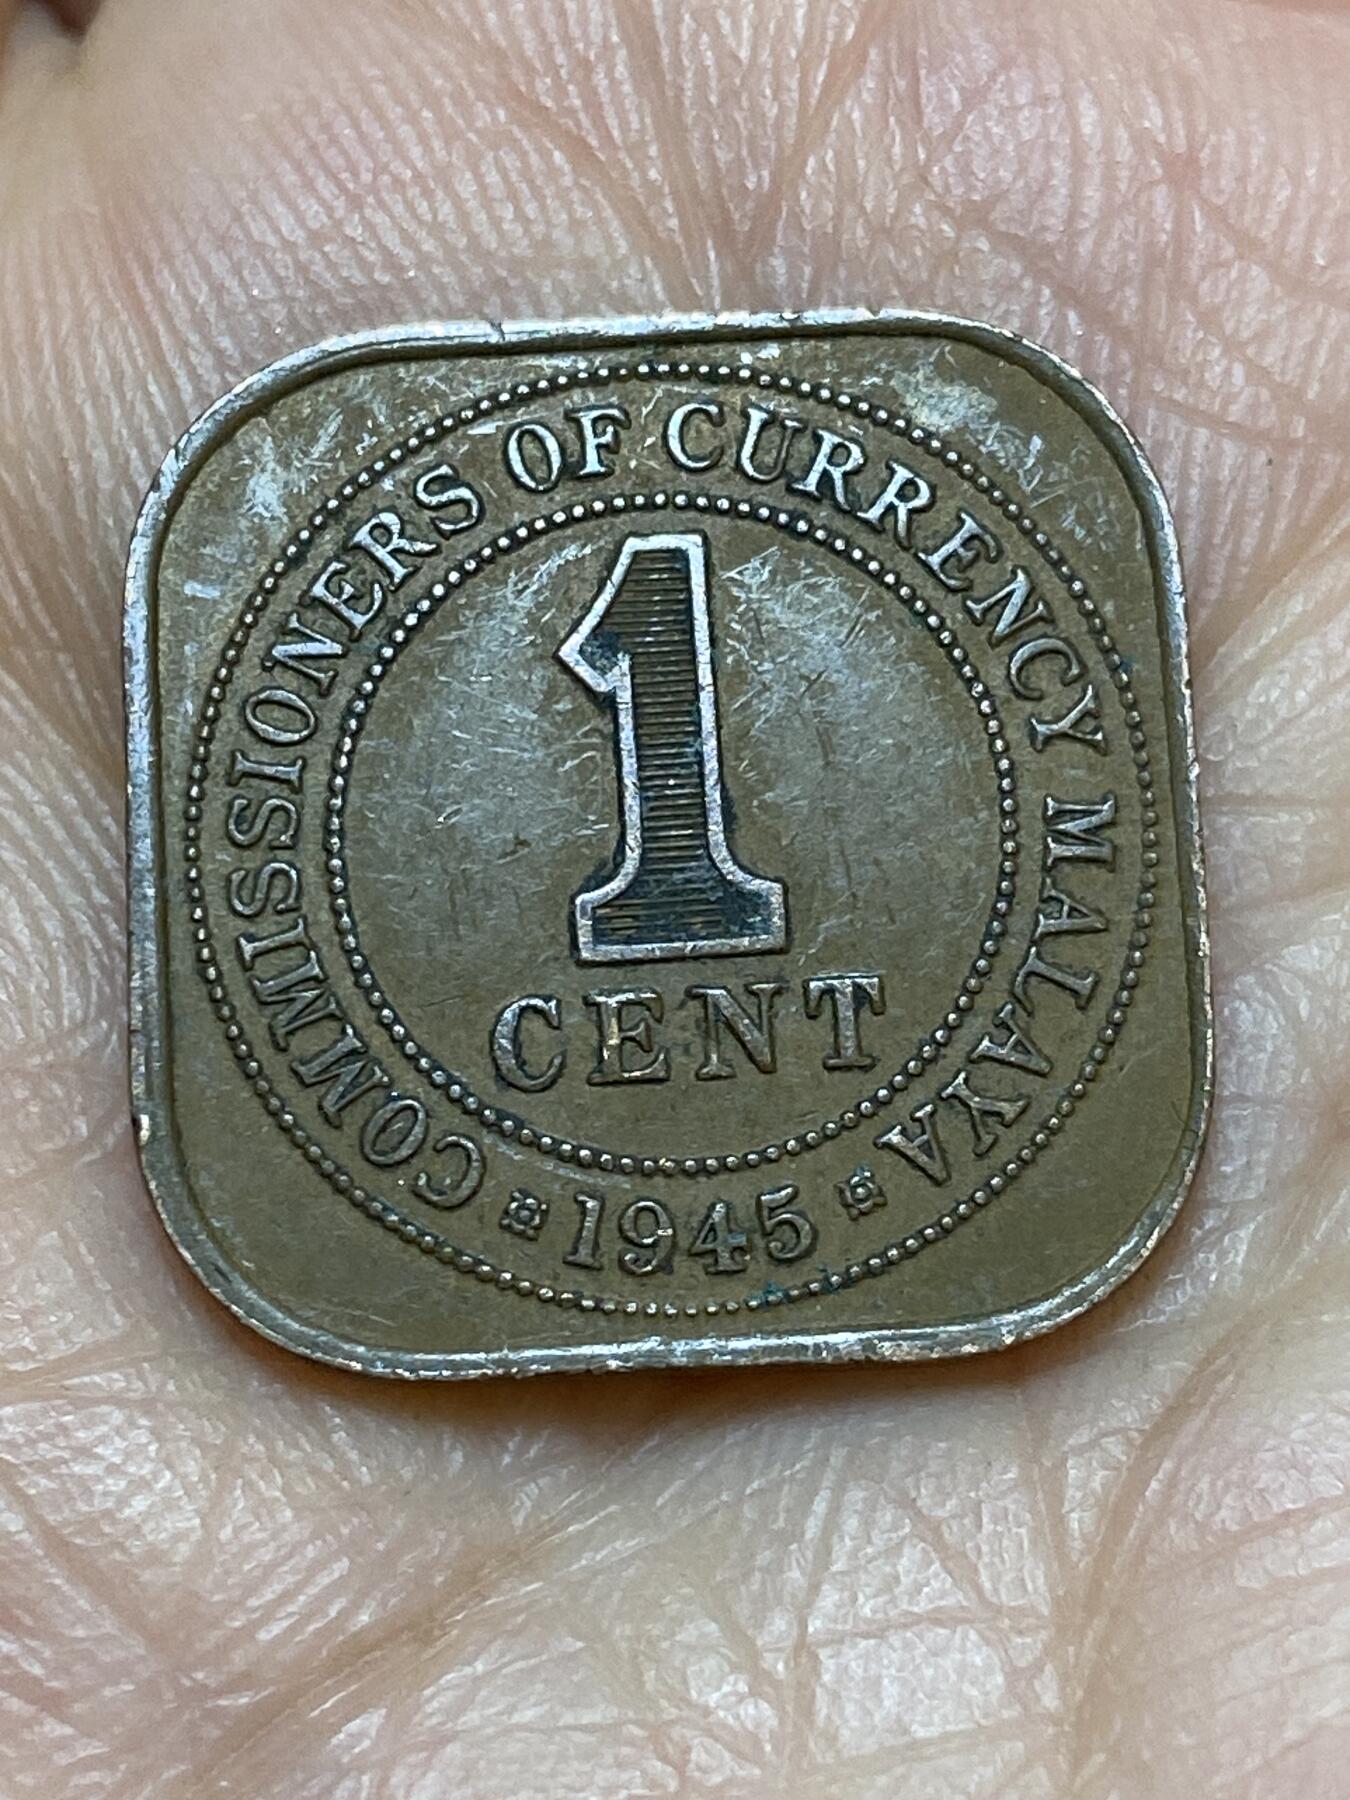 COMMISSIONERS OF CURRENCY MALAYA
1
CENT
1945